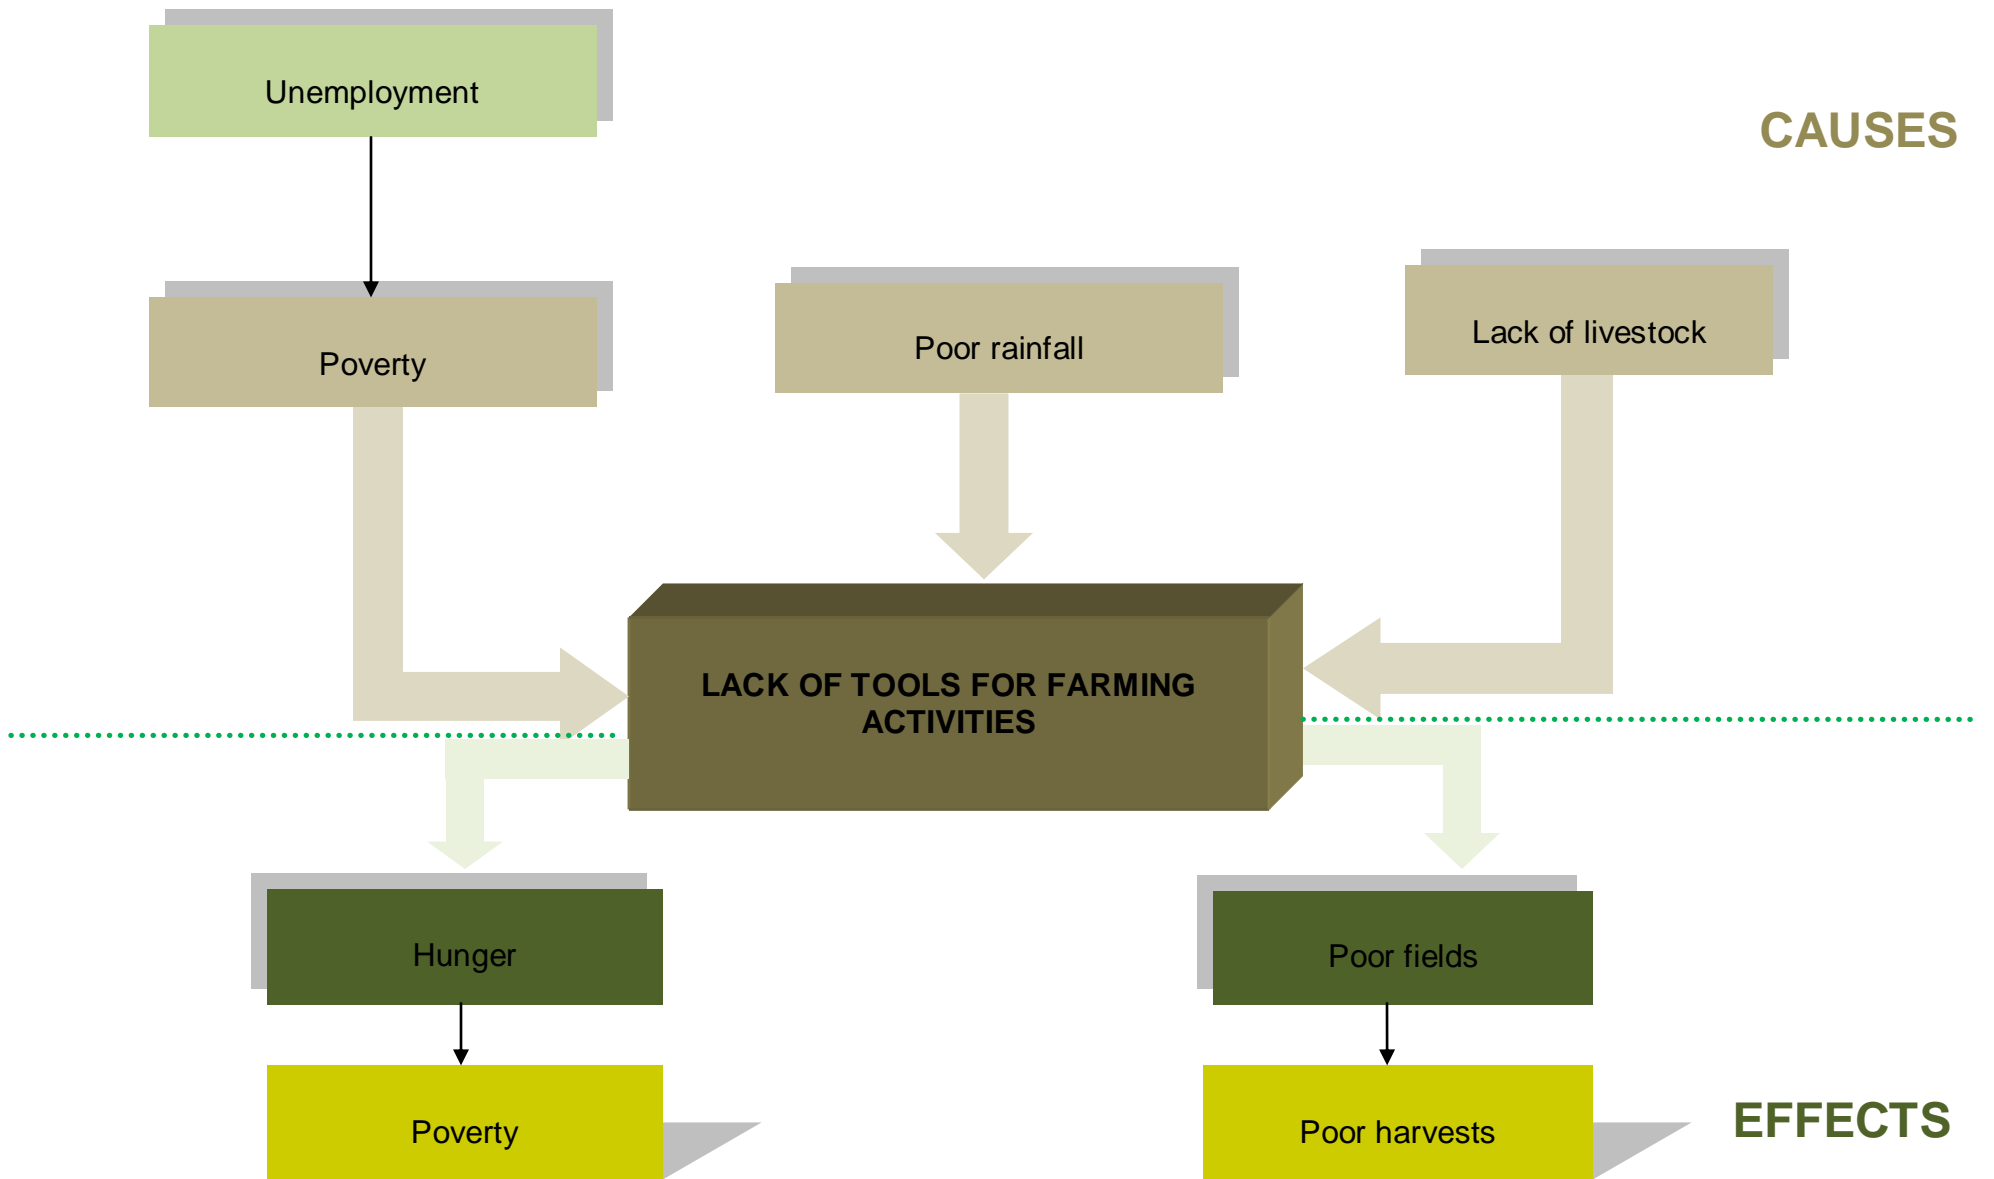 Unemployment
CAUSES
Poverty
Poor rainfall
Lack of livestock
LACK OF TOOLS FOR FARMING
ACTIVITIES
Hunger
Poor fields
Poverty
Poor harvests
EFFECTS